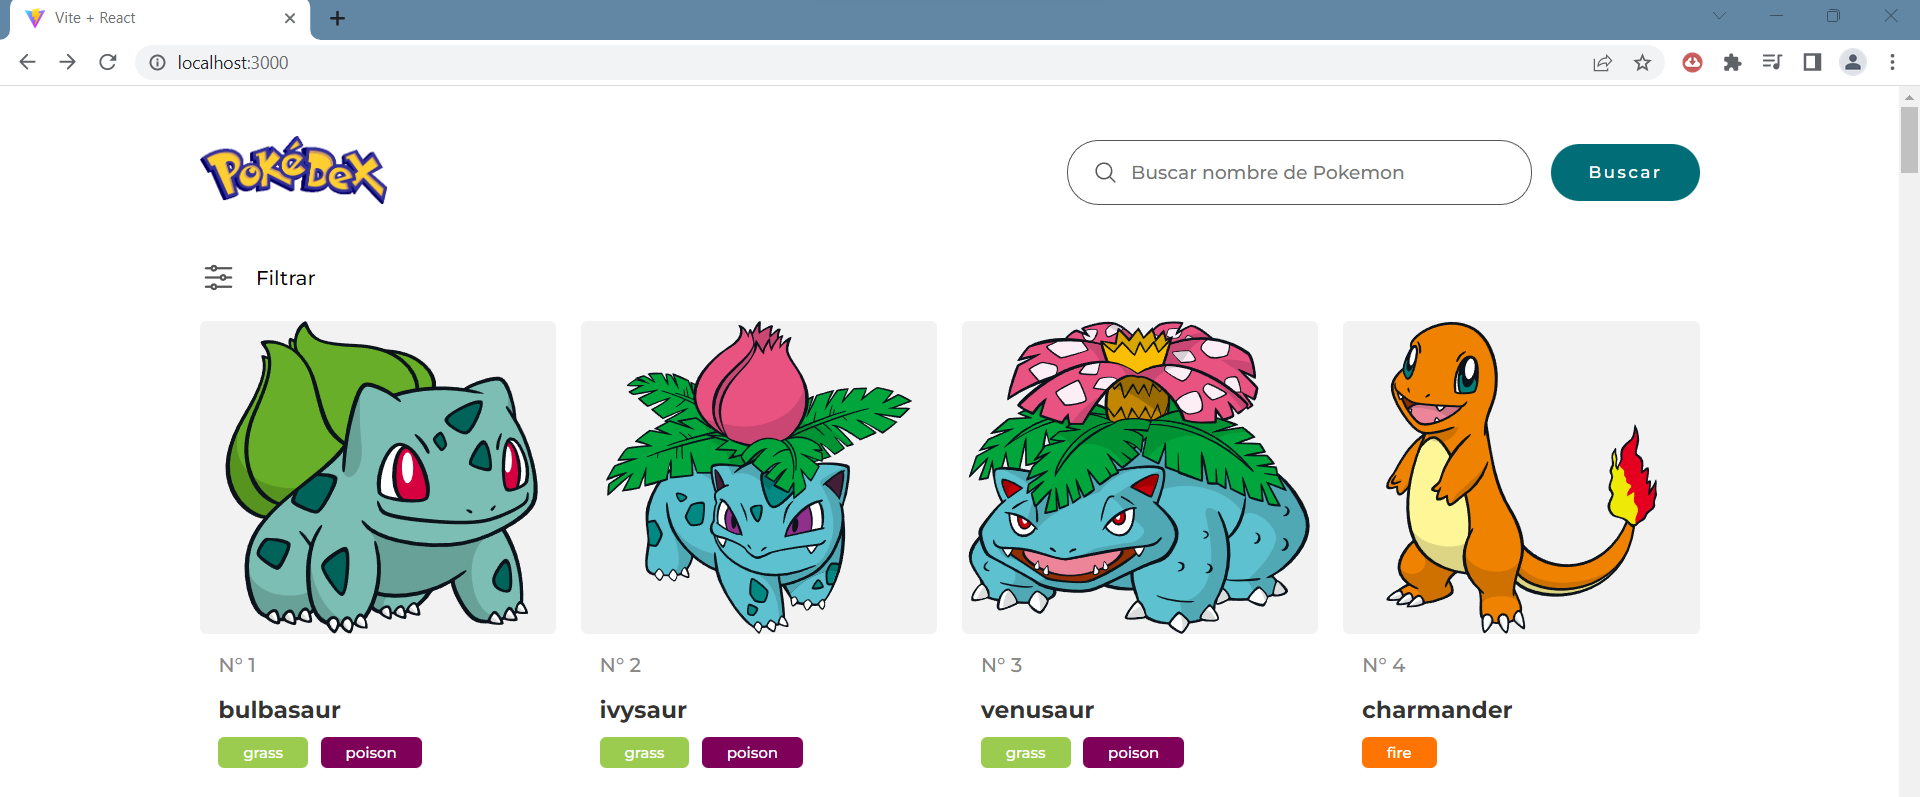 Vite + React
localhost:3000
PokéDex
Buscar nombre de Pokemon
Buscar
Filtrar
N° 1
bulbasaur
grass poison
N° 2
ivysaur
grass poison
N° 3
venusaur
grass poison
N° 4
charmander
fire